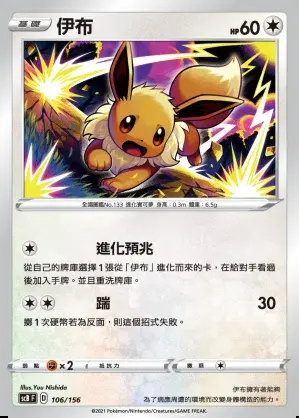 基礎 伊布 HP60
全國圖鑑No.133 進化寶可夢 身高：0.3m 體重：6.5g
進化預兆
從自己的牌庫選擇1張從「伊布」進化而來的卡，在給對手看過
後加入手牌。並且重洗牌庫。
踹 30
擲1次硬幣若為反面，則這個招式失敗。
弱點 ×2 抵抗力 撤退
Illus.Yuu Nishida
sc3 F D 106/156
伊布擁有著能夠
為了適應周遭的環境而改變身體構造的能力。
©2021 Pokémon/Nintendo/Creatures/GAME FREAK.